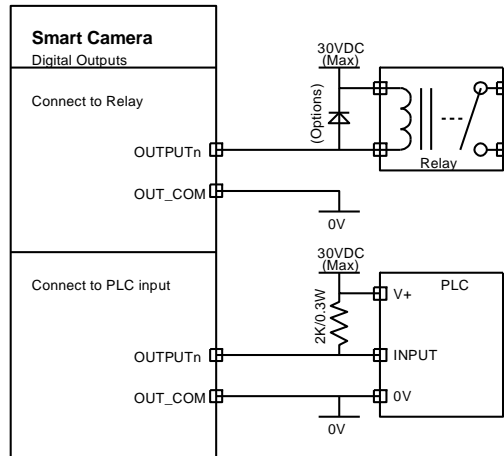 Smart Camera
Digital Outputs
Connect to Relay
30VDC
(Max)
(Options)
OUTPUTn
Relay
OUT_COM
0V
Connect to PLC input
30VDC
(Max)
PLC
V+
2K/0.3W
OUTPUTn
INPUT
OUT_COM
0V
0V